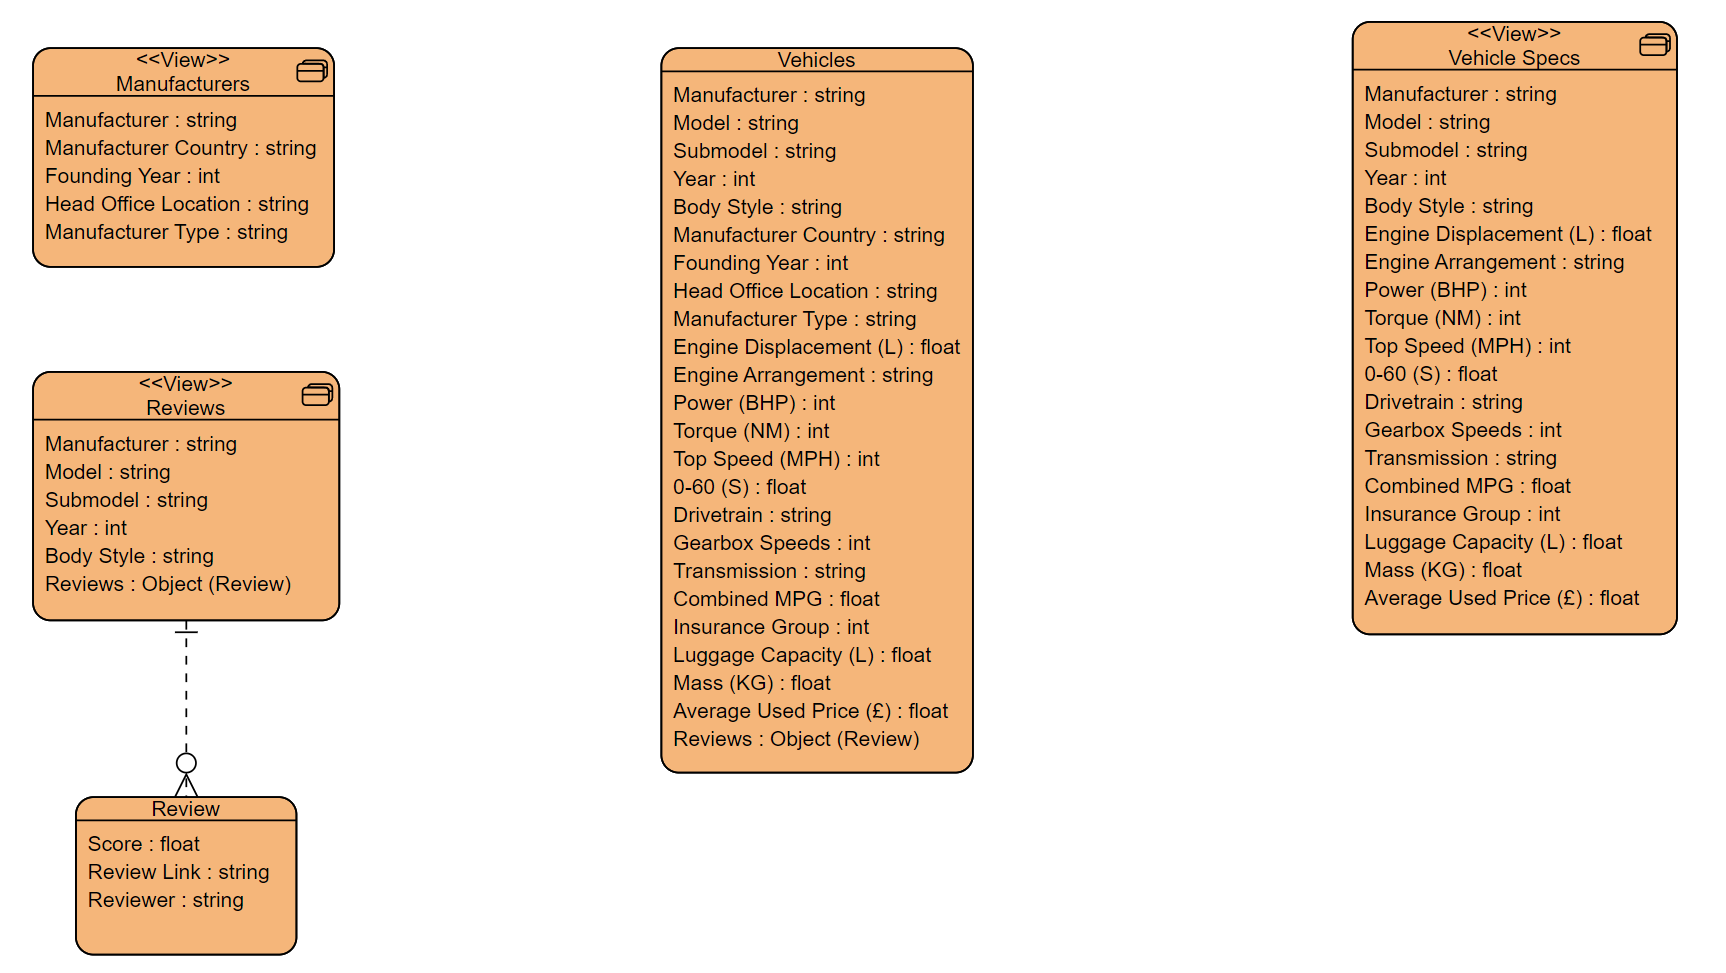 <<View>>
Manufacturers
Manufacturer : string
Manufacturer Country : string
Founding Year : int
Head Office Location : string
Manufacturer Type : string
<<View>>
Reviews
Manufacturer : string
Model : string
Submodel : string
Year : int
Body Style : string
Reviews : Object (Review)
Review
Score : float
Review Link : string
Reviewer : string
Vehicles
Manufacturer : string
Model : string
Submodel : string
Year : int
Body Style : string
Manufacturer Country : string
Founding Year : int
Head Office Location : string
Manufacturer Type : string
Engine Displacement (L) : float
Engine Arrangement : string
Power (BHP) : int
Torque (NM) : int
Top Speed (MPH) : int
0-60 (S) : float
Drivetrain : string
Gearbox Speeds : int
Transmission : string
Combined MPG : float
Insurance Group : int
Luggage Capacity (L) : float
Mass (KG) : float
Average Used Price (£) : float
Reviews : Object (Review)
<<View>>
Vehicle Specs
Manufacturer : string
Model : string
Submodel : string
Year : int
Body Style : string
Engine Displacement (L) : float
Engine Arrangement : string
Power (BHP) : int
Torque (NM) : int
Top Speed (MPH) : int
0-60 (S) : float
Drivetrain : string
Gearbox Speeds : int
Transmission : string
Combined MPG : float
Insurance Group : int
Luggage Capacity (L) : float
Mass (KG) : float
Average Used Price (£) : float